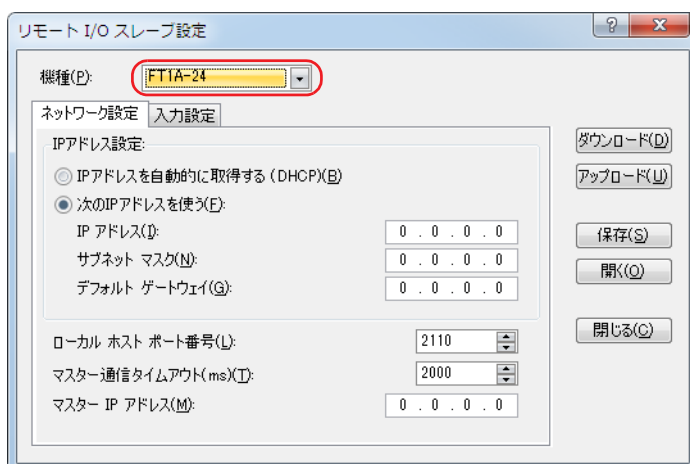 リモート I/O スレーブ設定
機種(P): FT1A-24
ネットワーク設定 入力設定
IPアドレス設定:
IPアドレスを自動的に取得する (DHCP)(B)
次のIPアドレスを使う(F):
IP アドレス(I): 0 . 0 . 0 . 0
サブネット マスク(N): 0 . 0 . 0 . 0
デフォルト ゲートウェイ(G): 0 . 0 . 0 . 0
ローカル ホスト ポート番号(L): 2110
マスター通信タイムアウト(ms)(T): 2000
マスター IP アドレス(M): 0 . 0 . 0 . 0
ダウンロード(D)
アップロード(U)
保存(S)
開く(O)
閉じる(C)